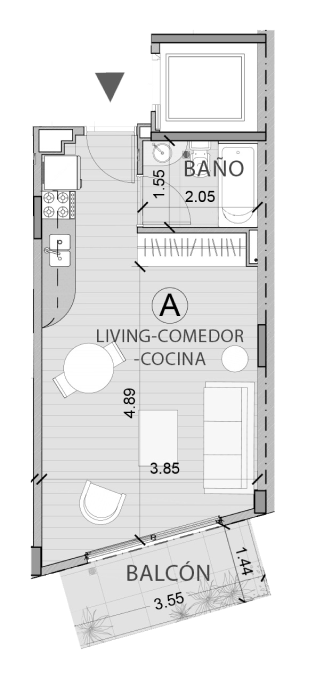 BAÑO
1.55
2.05
A
LIVING-COMEDOR
-COCINA
4.89
3.85
BALCÓN
1.44
3.55